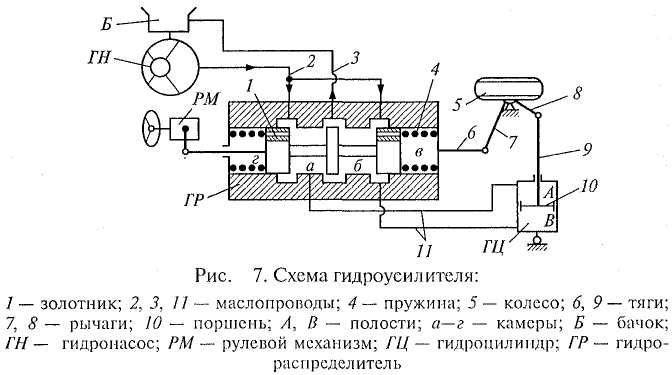 Б
ГН
2
3
РМ
1
4
5
8
6
7
9
г
а
б
в
10
А
В
ГР
11
ГЦ
Рис. 7. Схема гидроусилителя:
1 — золотник; 2, 3, 11 — маслопроводы; 4 — пружина; 5 — колесо; 6, 9 — тяги;
7, 8 — рычаги; 10 — поршень; А, В — полости; а–г — камеры; Б — бачок;
ГН — гидронасос; РМ — рулевой механизм; ГЦ — гидроцилиндр; ГР — гидро-
распределитель